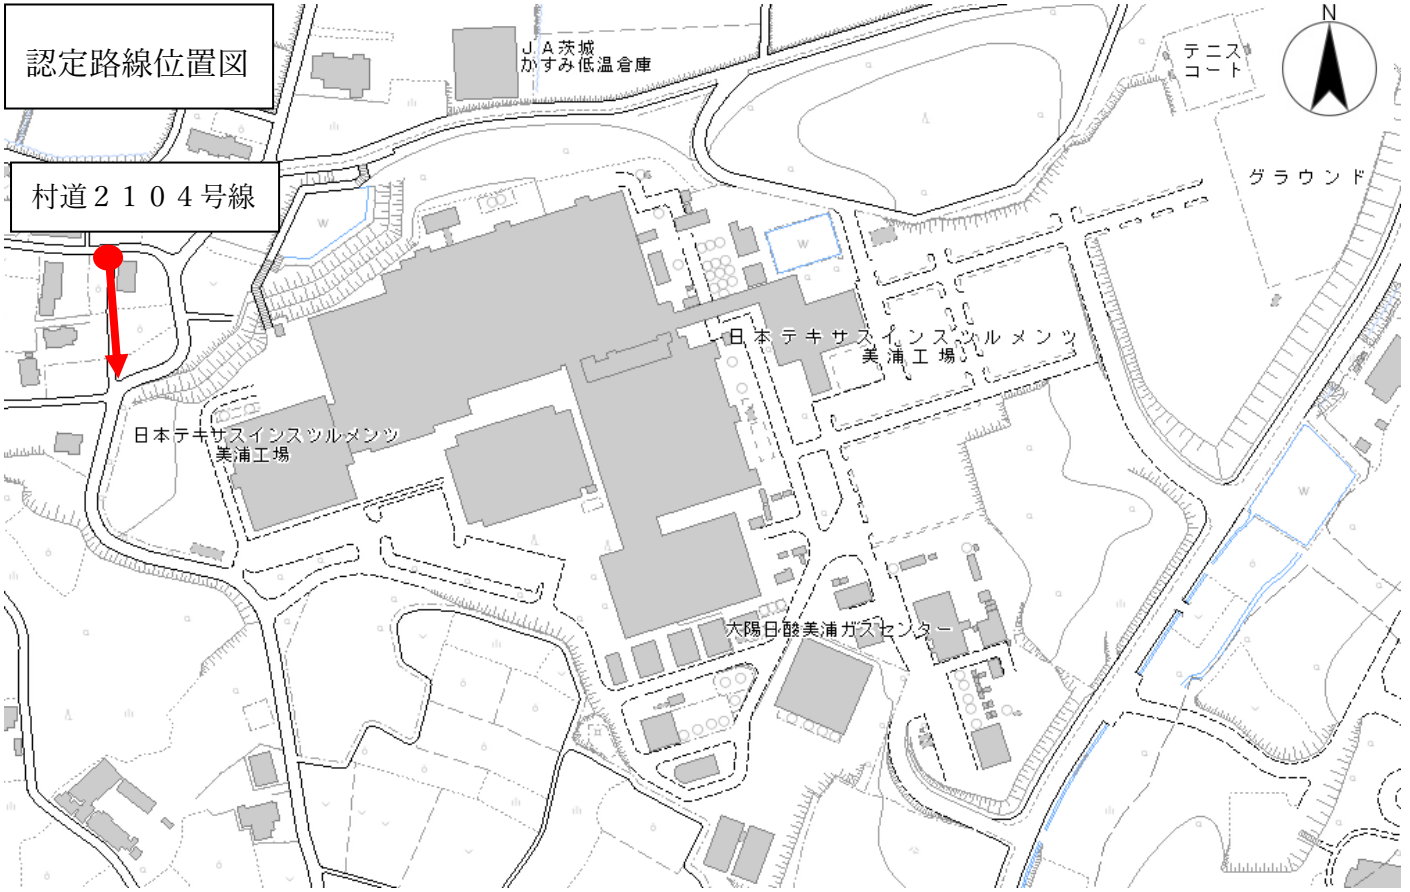 認定路線位置図
N
J A茨城
かすみ低温倉庫
テニス
コート
村道２１０４号線
グラウンド
W
W
日本テキサスインスツルメンツ
美浦工場
日本テキサスインスツルメンツ
美浦工場
W
大陽日酸美浦ガスセンター